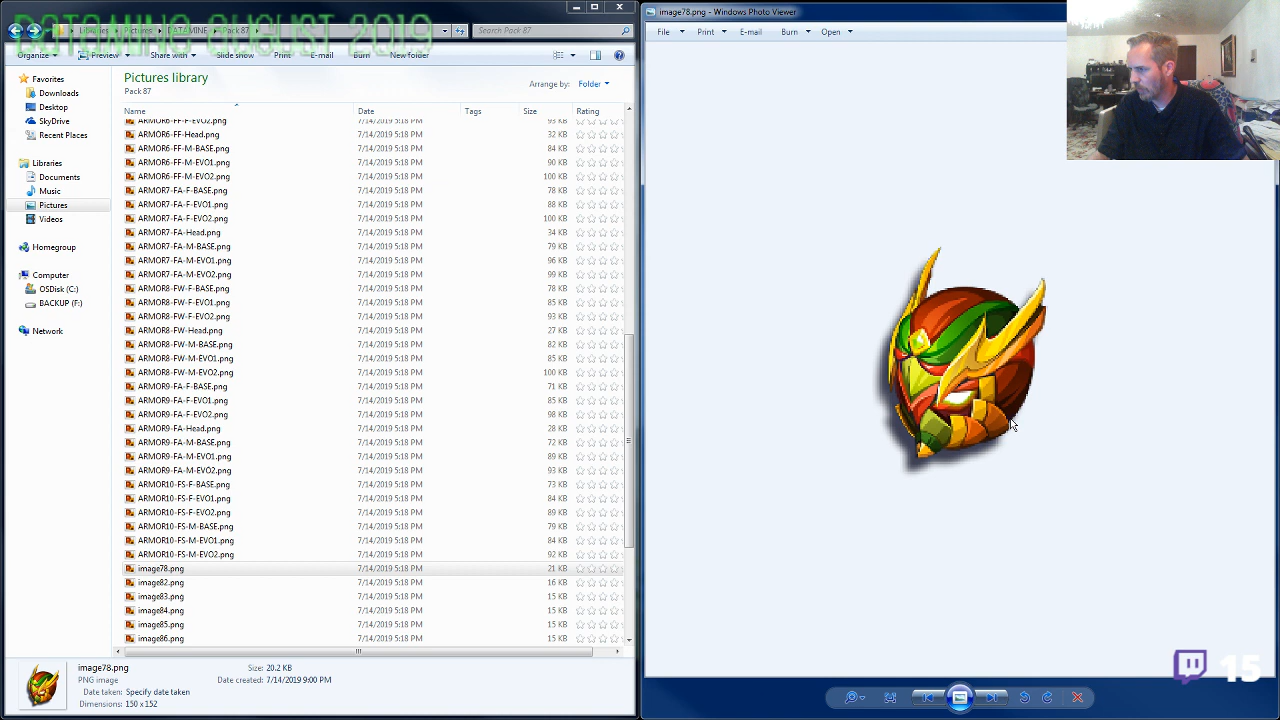 DATAMINE AUGUST 2019
Libraries Pictures DATAMINE Pack 87
Search Pack 87
Organize Preview Share with Slide show Print E-mail Burn New folder
Favorites
Downloads
Desktop
SkyDrive
Recent Places
Libraries
Documents
Music
Pictures
Videos
Homegroup
Computer
OSDisk (C:)
BACKUP (F:)
Network
Pictures library
Pack 87
Arrange by: Folder
Name Date Tags Size Rating
ARMOR6-FF-F-EVO2.png 7/14/2019 5:18 PM 93 KB
ARMOR6-FF-Head.png 7/14/2019 5:18 PM 32 KB
ARMOR6-FF-M-BASE.png 7/14/2019 5:18 PM 84 KB
ARMOR6-FF-M-EVO1.png 7/14/2019 5:18 PM 90 KB
ARMOR6-FF-M-EVO2.png 7/14/2019 5:18 PM 100 KB
ARMOR7-FA-F-BASE.png 7/14/2019 5:18 PM 78 KB
ARMOR7-FA-F-EVO1.png 7/14/2019 5:18 PM 88 KB
ARMOR7-FA-F-EVO2.png 7/14/2019 5:18 PM 100 KB
ARMOR7-FA-Head.png 7/14/2019 5:18 PM 34 KB
ARMOR7-FA-M-BASE.png 7/14/2019 5:18 PM 79 KB
ARMOR7-FA-M-EVO1.png 7/14/2019 5:18 PM 96 KB
ARMOR7-FA-M-EVO2.png 7/14/2019 5:18 PM 99 KB
ARMOR8-FW-F-BASE.png 7/14/2019 5:18 PM 78 KB
ARMOR8-FW-F-EVO1.png 7/14/2019 5:18 PM 85 KB
ARMOR8-FW-F-EVO2.png 7/14/2019 5:18 PM 93 KB
ARMOR8-FW-Head.png 7/14/2019 5:18 PM 27 KB
ARMOR8-FW-M-BASE.png 7/14/2019 5:18 PM 82 KB
ARMOR8-FW-M-EVO1.png 7/14/2019 5:18 PM 85 KB
ARMOR8-FW-M-EVO2.png 7/14/2019 5:18 PM 100 KB
ARMOR9-FA-F-BASE.png 7/14/2019 5:18 PM 71 KB
ARMOR9-FA-F-EVO1.png 7/14/2019 5:18 PM 85 KB
ARMOR9-FA-F-EVO2.png 7/14/2019 5:18 PM 98 KB
ARMOR9-FA-Head.png 7/14/2019 5:18 PM 28 KB
ARMOR9-FA-M-BASE.png 7/14/2019 5:18 PM 72 KB
ARMOR9-FA-M-EVO1.png 7/14/2019 5:18 PM 89 KB
ARMOR9-FA-M-EVO2.png 7/14/2019 5:18 PM 93 KB
ARMOR10-FS-F-BASE.png 7/14/2019 5:18 PM 73 KB
ARMOR10-FS-F-EVO1.png 7/14/2019 5:18 PM 84 KB
ARMOR10-FS-F-EVO2.png 7/14/2019 5:18 PM 89 KB
ARMOR10-FS-M-BASE.png 7/14/2019 5:18 PM 79 KB
ARMOR10-FS-M-EVO1.png 7/14/2019 5:18 PM 84 KB
ARMOR10-FS-M-EVO2.png 7/14/2019 5:18 PM 92 KB
image78.png 7/14/2019 5:18 PM 21 KB
image82.png 7/14/2019 5:18 PM 16 KB
image83.png 7/14/2019 5:18 PM 15 KB
image84.png 7/14/2019 5:18 PM 15 KB
image85.png 7/14/2019 5:18 PM 15 KB
image86.png 7/14/2019 5:18 PM 15 KB
image78.png Size: 20.2 KB
PNG image Date created: 7/14/2019 9:00 PM
Date taken: Specify date taken
Dimensions: 150 x 152
image78.png - Windows Photo Viewer
File Print E-mail Burn Open
15